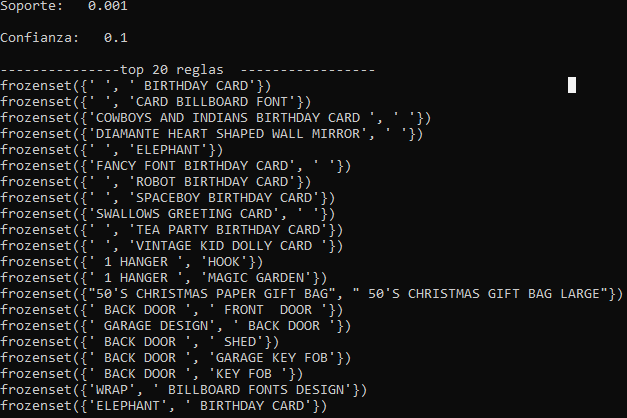 Soporte:   0.001
Confianza:   0.1
---------------top 20 reglas  -----------------
frozenset({' ', ' BIRTHDAY CARD'})
frozenset({' ', 'CARD BILLBOARD FONT'})
frozenset({'COWBOYS AND INDIANS BIRTHDAY CARD ', ' '})
frozenset({'DIAMANTE HEART SHAPED WALL MIRROR', ' '})
frozenset({' ', 'ELEPHANT'})
frozenset({'FANCY FONT BIRTHDAY CARD', ' '})
frozenset({' ', 'ROBOT BIRTHDAY CARD'})
frozenset({' ', 'SPACEBOY BIRTHDAY CARD'})
frozenset({'SWALLOWS GREETING CARD', ' '})
frozenset({' ', 'TEA PARTY BIRTHDAY CARD'})
frozenset({' ', 'VINTAGE KID DOLLY CARD '})
frozenset({' 1 HANGER ', 'HOOK'})
frozenset({' 1 HANGER ', 'MAGIC GARDEN'})
frozenset({"50'S CHRISTMAS PAPER GIFT BAG", " 50'S CHRISTMAS GIFT BAG LARGE"})
frozenset({' BACK DOOR ', ' FRONT  DOOR '})
frozenset({' GARAGE DESIGN', ' BACK DOOR '})
frozenset({' BACK DOOR ', ' SHED'})
frozenset({' BACK DOOR ', 'GARAGE KEY FOB'})
frozenset({' BACK DOOR ', 'KEY FOB '})
frozenset({'WRAP', ' BILLBOARD FONTS DESIGN'})
frozenset({'ELEPHANT', ' BIRTHDAY CARD'})